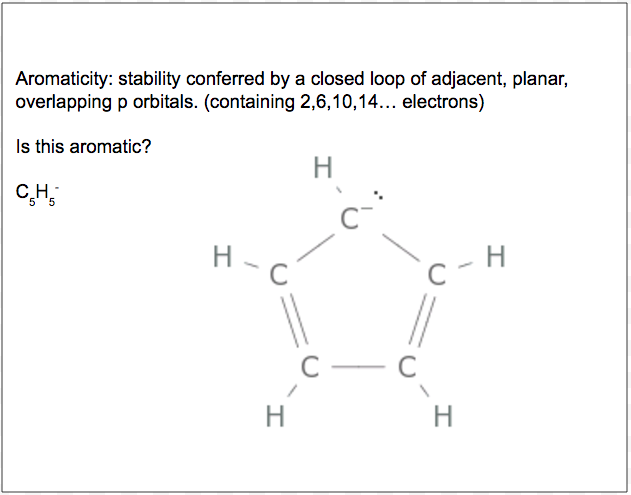 Aromaticity: stability conferred by a closed loop of adjacent, planar,
overlapping p orbitals. (containing 2,6,10,14... electrons)
Is this aromatic?
C₅H₅⁻
H
C⁻:
H C C H
C C
H H